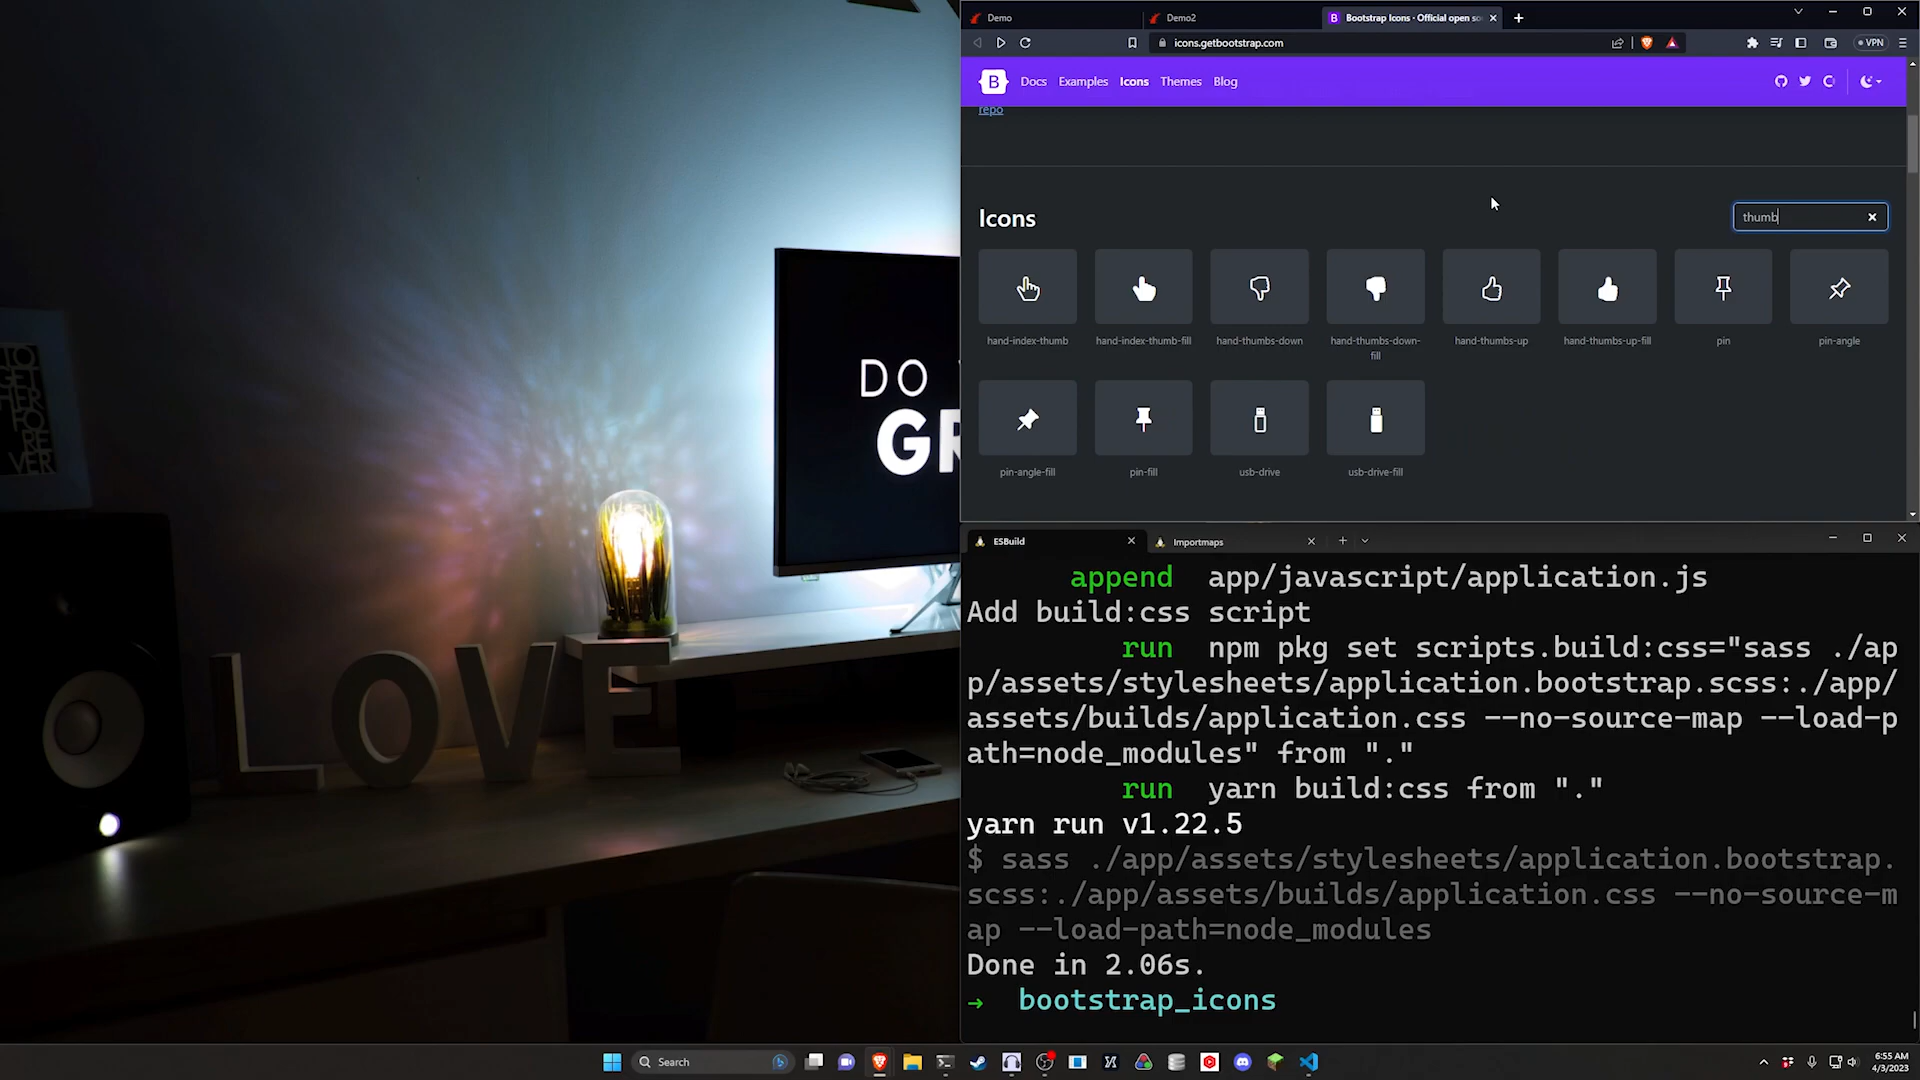 Demo
Demo2
Bootstrap Icons · Official open so
icons.getbootstrap.com
VPN
B Docs Examples Icons Themes Blog
repo
Icons
thumb
hand-index-thumb
hand-index-thumb-fill
hand-thumbs-down
hand-thumbs-down-
fill
hand-thumbs-up
hand-thumbs-up-fill
pin
pin-angle
pin-angle-fill
pin-fill
usb-drive
usb-drive-fill
DO
GR
TO
GET
HER
FOR
EVER
LOVE
ESBuild
Importmaps
append app/javascript/application.js
Add build:css script
run npm pkg set scripts.build:css="sass ./ap
p/assets/stylesheets/application.bootstrap.scss:./app/
assets/builds/application.css --no-source-map --load-p
ath=node_modules" from "."
run yarn build:css from "."
yarn run v1.22.5
$ sass ./app/assets/stylesheets/application.bootstrap.
scss:./app/assets/builds/application.css --no-source-m
ap --load-path=node_modules
Done in 2.06s.
→ bootstrap_icons
Search
6:55 AM
4/3/2023